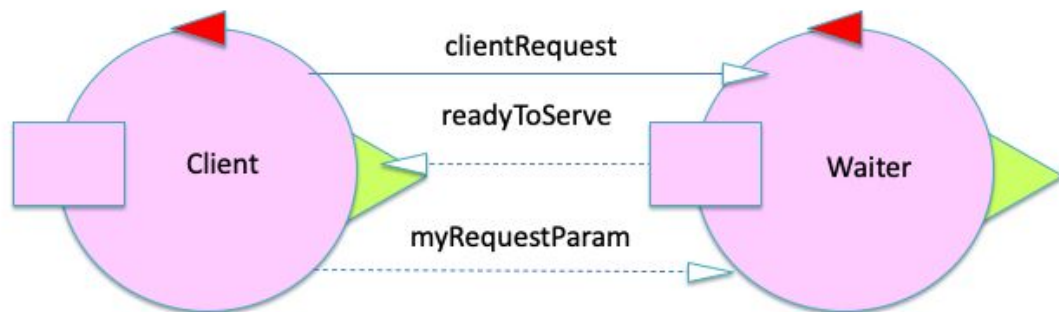 clientRequest
readyToServe
Client
Waiter
myRequestParam